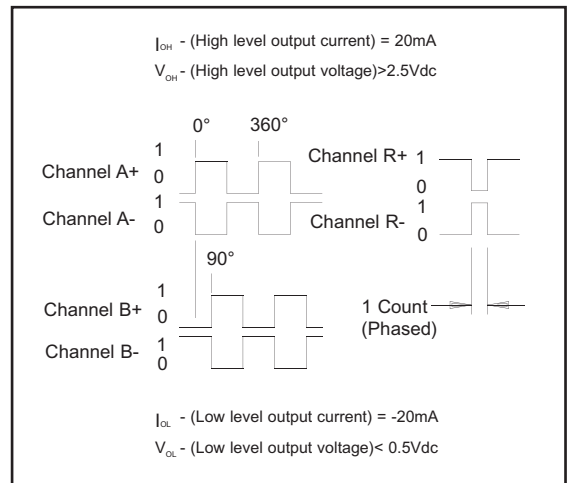 IOH - (High level output current) = 20mA
VOH - (High level output voltage)>2.5Vdc
0° 360°
Channel A+ 1
0
Channel A- 1
0
Channel R+ 1
0
Channel R- 1
0
90°
Channel B+ 1
0
Channel B- 1
0
1 Count
(Phased)
IOL - (Low level output current) = -20mA
VOL - (Low level output voltage)< 0.5Vdc